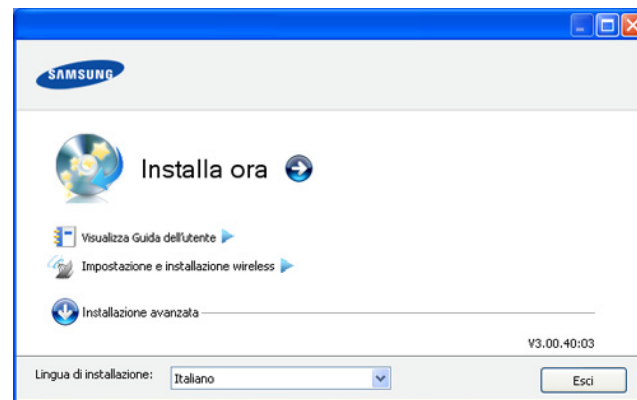 SAMSUNG
Installa ora
Visualizza Guida dell'utente
Impostazione e installazione wireless
Installazione avanzata
V3.00.40:03
Lingua di installazione: Italiano Esci